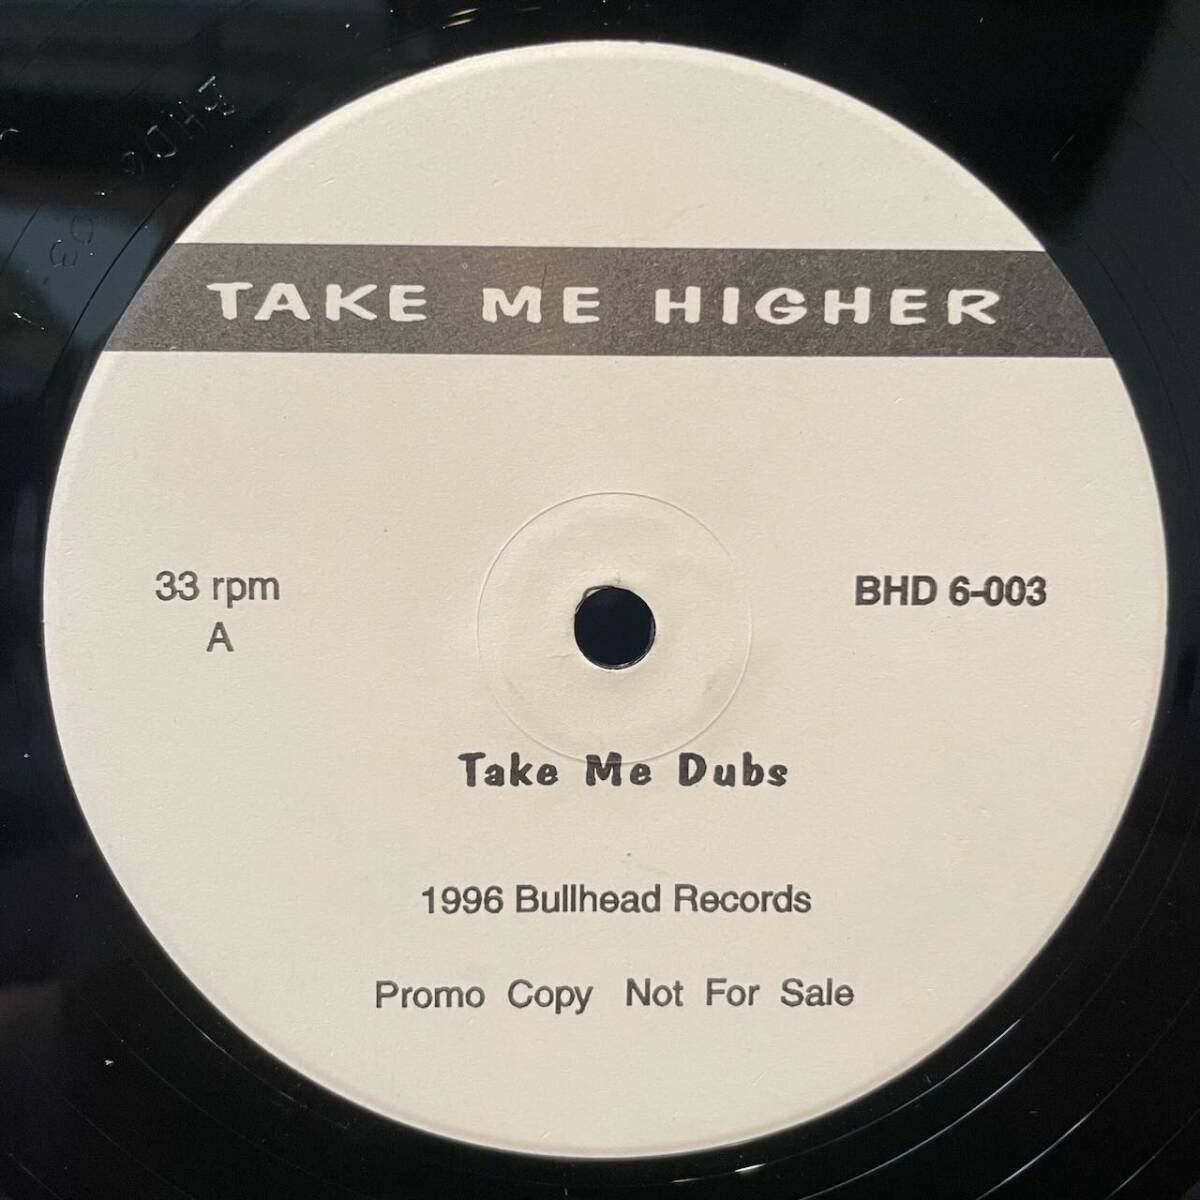 TAKE ME HIGHER
33 rpm
A
BHD 6-003
Take Me Dubs
1996 Bullhead Records
Promo Copy Not For Sale